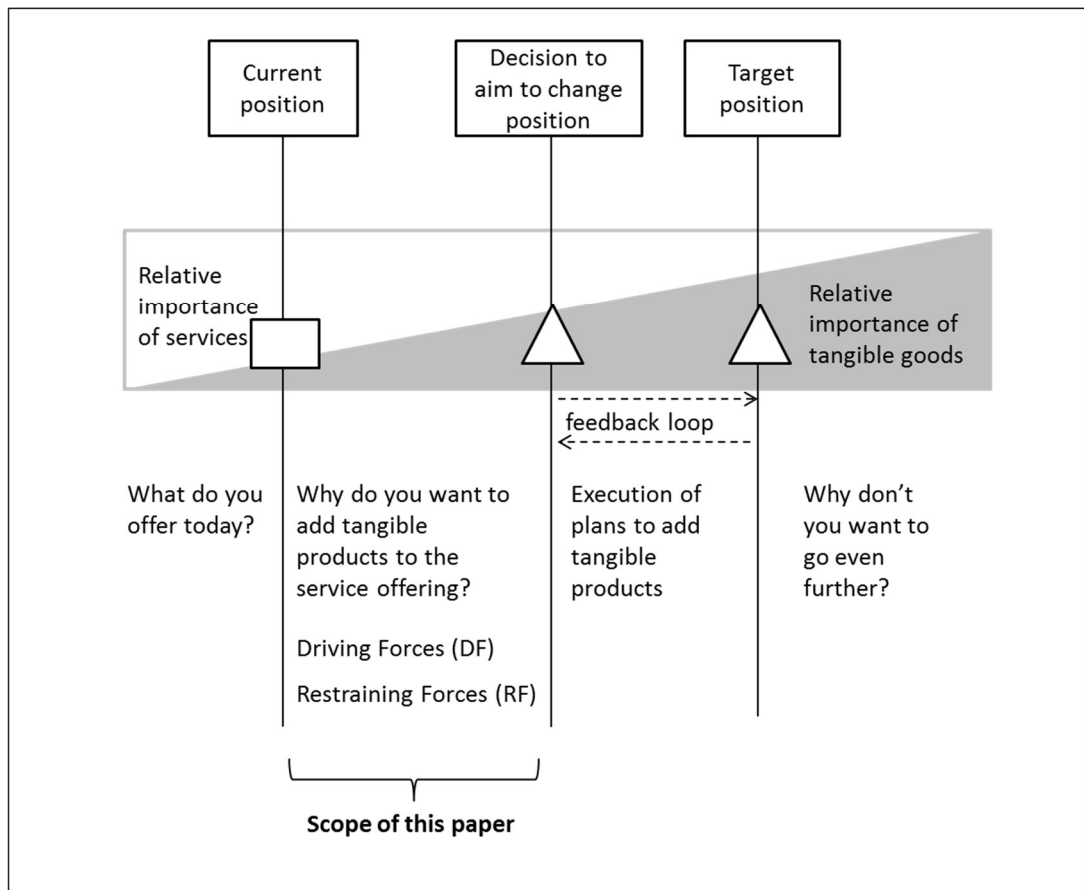 Current
position
Decision to
aim to change
position
Target
position
Relative
importance
of services
Relative
importance of
tangible goods
feedback loop
What do you
offer today?
Why do you want to
add tangible
products to the
service offering?
Driving Forces (DF)
Restraining Forces (RF)
Execution of
plans to add
tangible
products
Why don’t
you want to
go even
further?
Scope of this paper